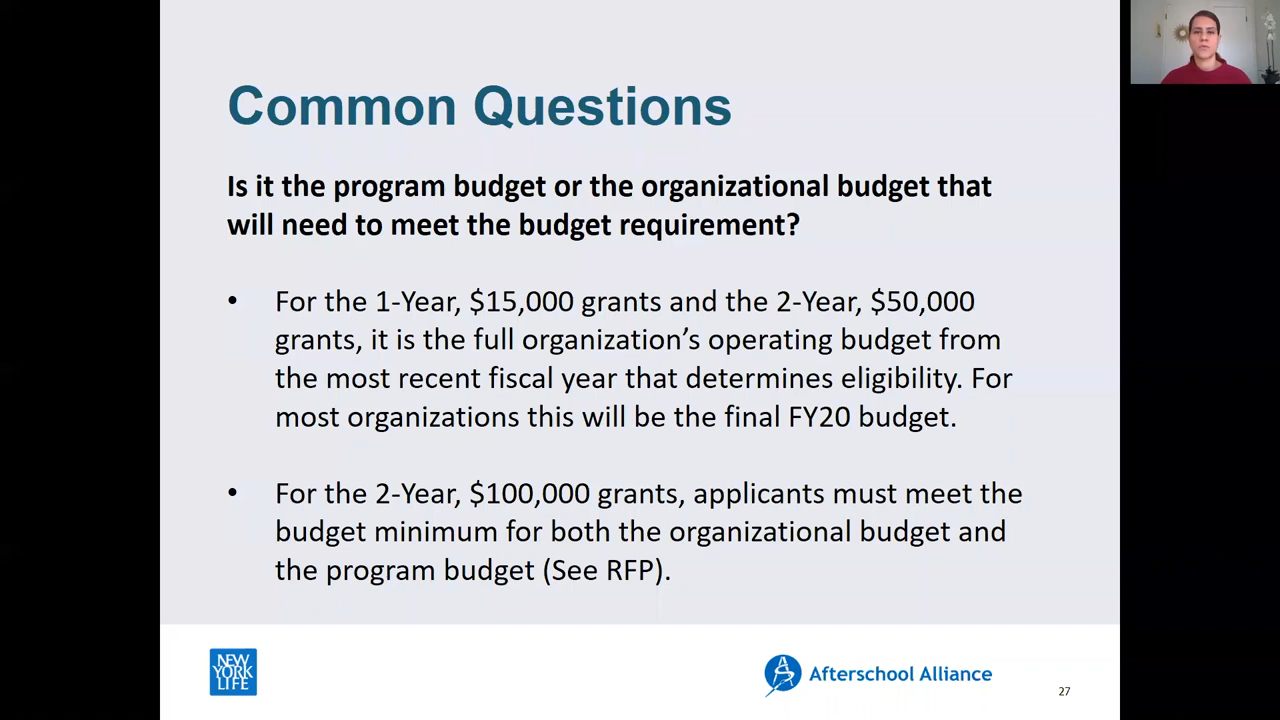 Common Questions
Is it the program budget or the organizational budget that
will need to meet the budget requirement?
• For the 1-Year, $15,000 grants and the 2-Year, $50,000
grants, it is the full organization’s operating budget from
the most recent fiscal year that determines eligibility. For
most organizations this will be the final FY20 budget.
• For the 2-Year, $100,000 grants, applicants must meet the
budget minimum for both the organizational budget and
the program budget (See RFP).
NEW
YORK
LIFE
Afterschool Alliance
27